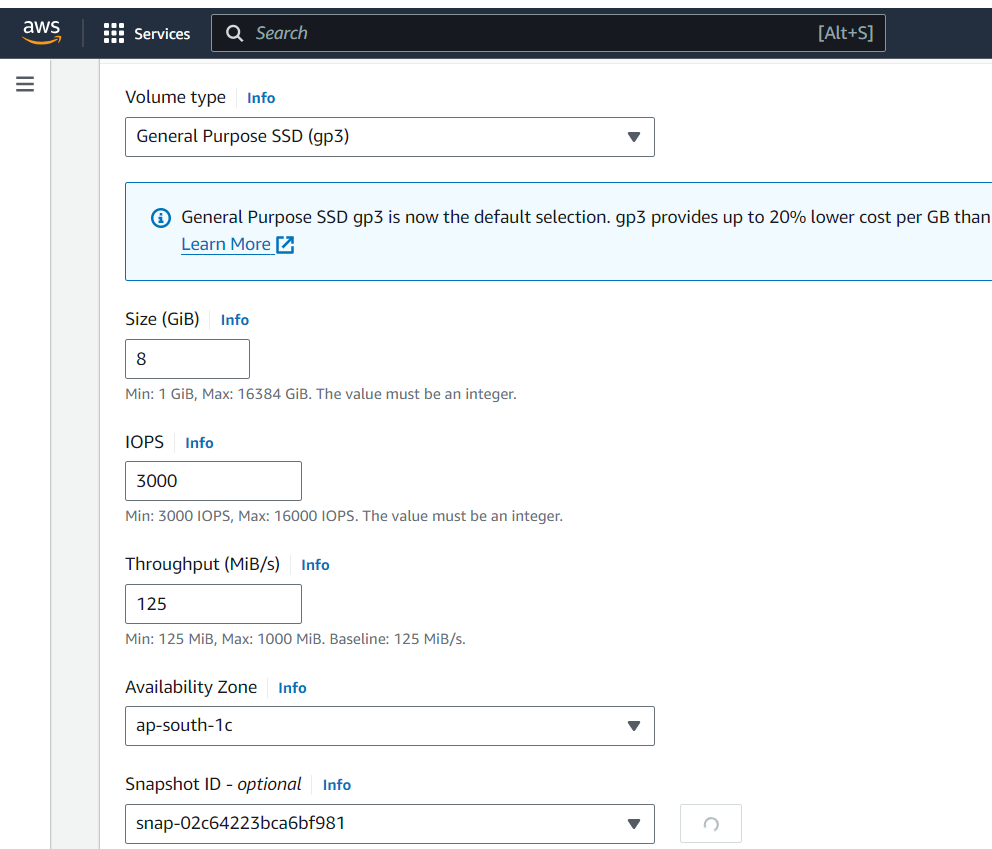 aws Services Search [Alt+S]
Volume type Info
General Purpose SSD (gp3)
General Purpose SSD gp3 is now the default selection. gp3 provides up to 20% lower cost per GB than
Learn More
Size (GiB) Info
8
Min: 1 GiB, Max: 16384 GiB. The value must be an integer.
IOPS Info
3000
Min: 3000 IOPS, Max: 16000 IOPS. The value must be an integer.
Throughput (MiB/s) Info
125
Min: 125 MiB, Max: 1000 MiB. Baseline: 125 MiB/s.
Availability Zone Info
ap-south-1c
Snapshot ID - optional Info
snap-02c64223bca6bf981